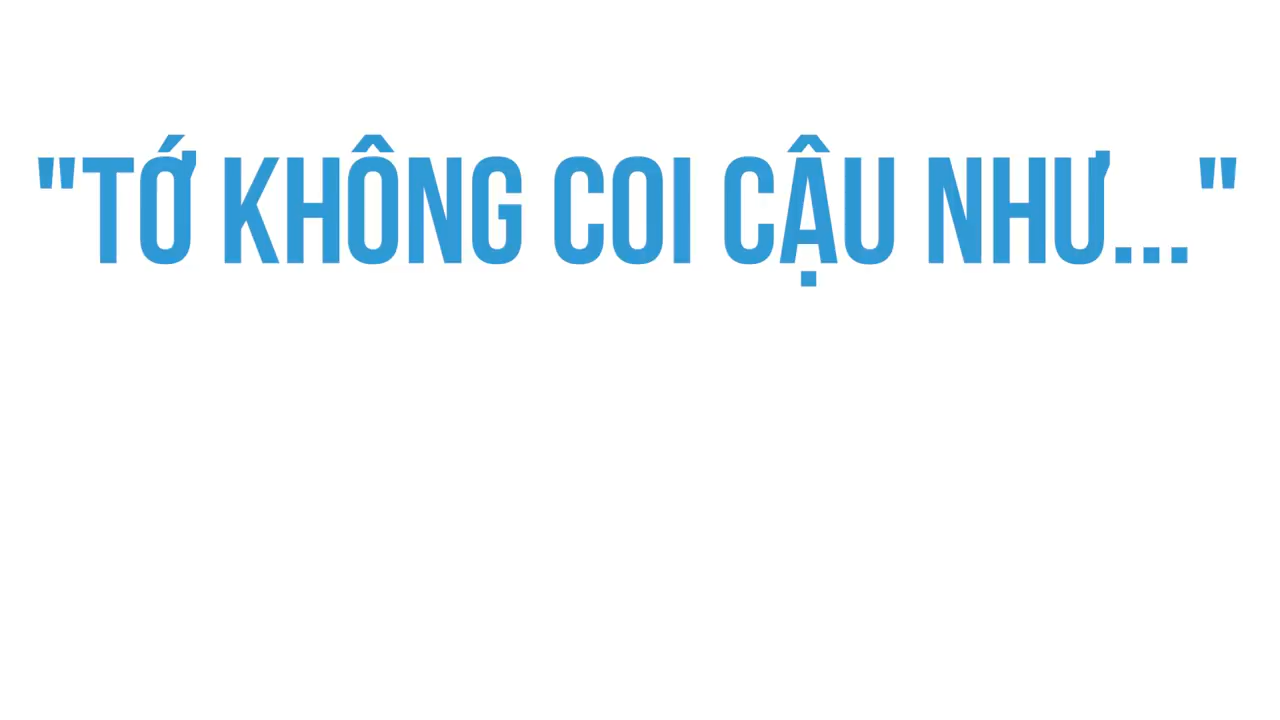 "TỚ KHÔNG COI CẬU NHƯ..."